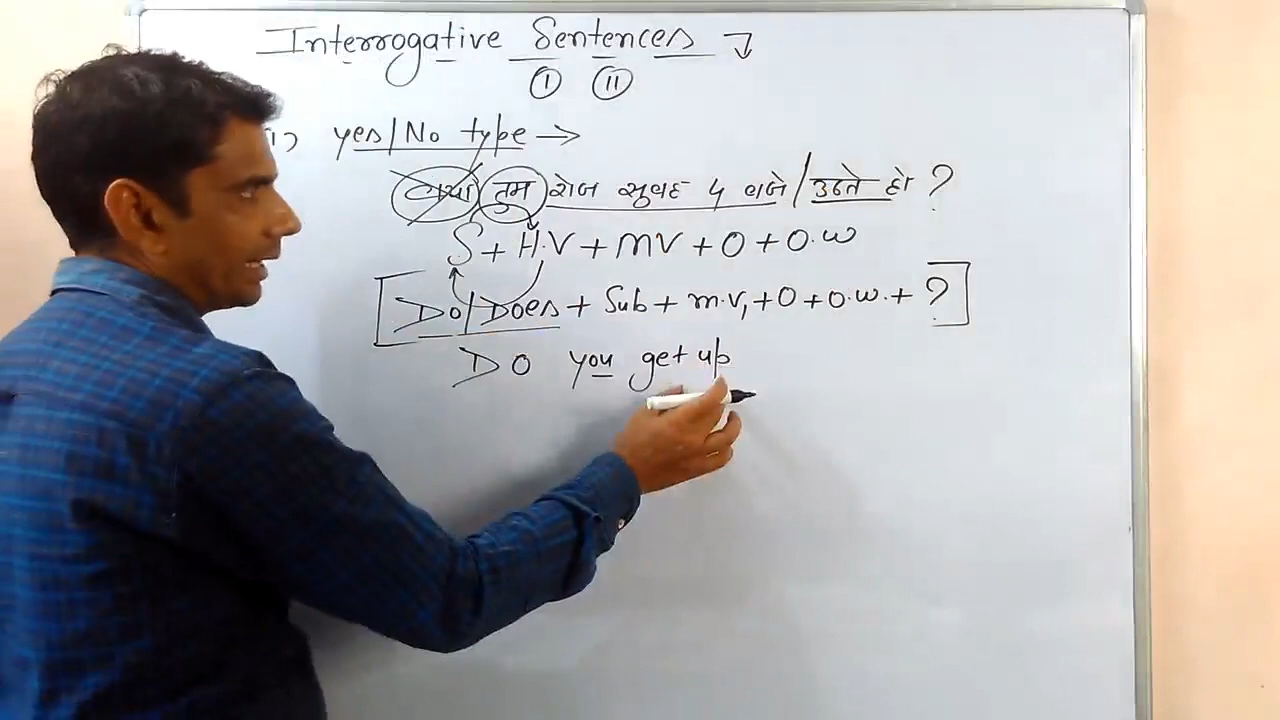 Interrogative Sentences
I II
1) Yes/No type →
क्या तुम रोज सुबह 4 बजे / उठते हो ?
S + H.V + MV + O + O.W
[ Do/Does + Sub + m.v₁ + O + O.W. + ? ]
Do you get up